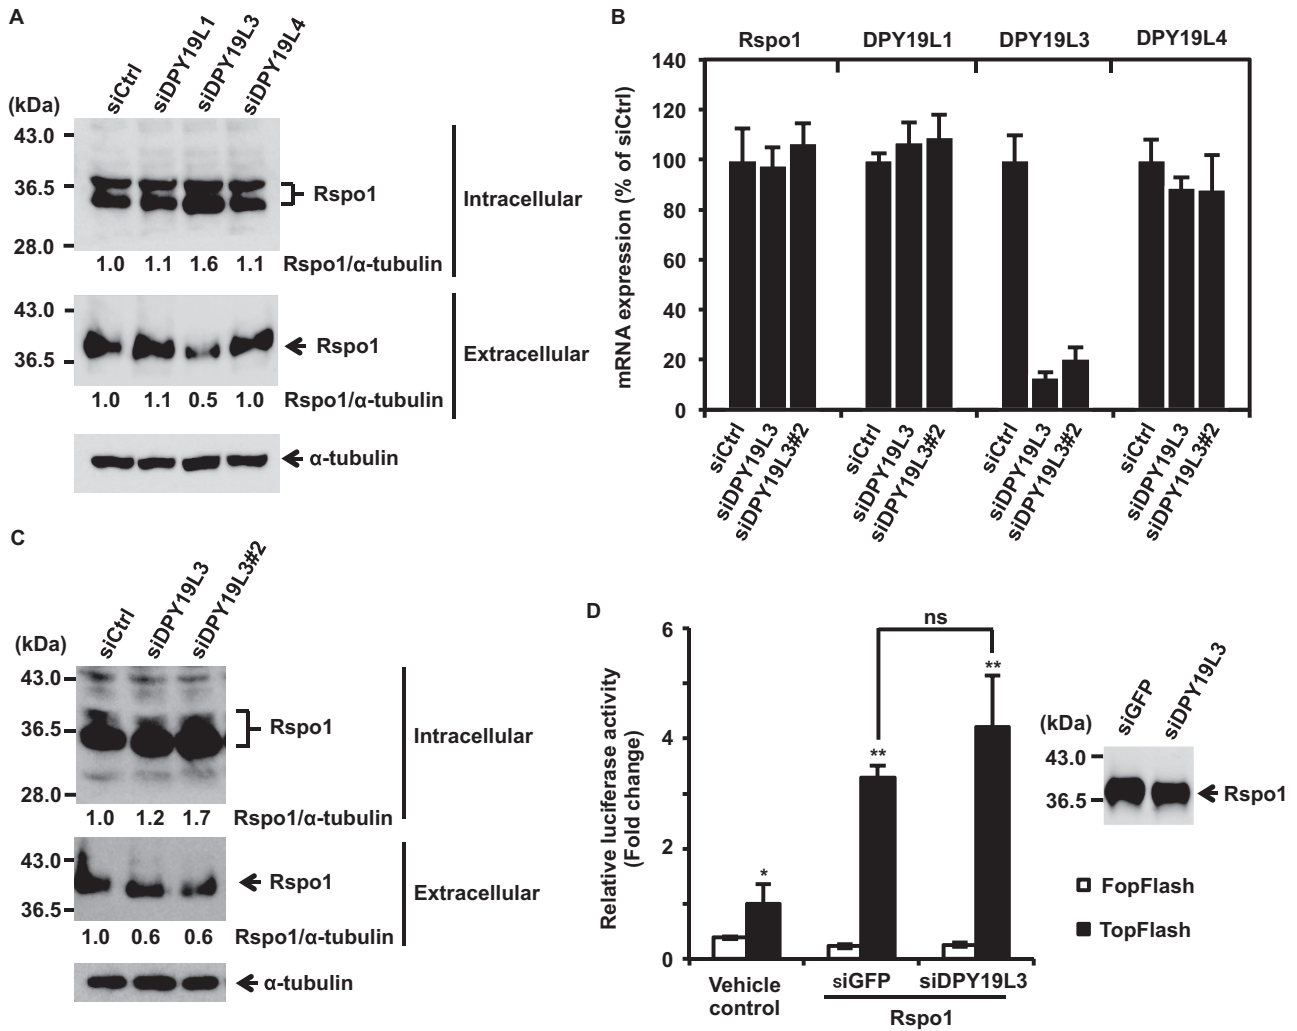 A
siCtrl
siDPY19L1
siDPY19L3
siDPY19L4
(kDa)
43.0
36.5
28.0
Rspo1
Intracellular
1.0 1.1 1.6 1.1 Rspo1/α-tubulin
43.0
36.5
Rspo1
Extracellular
1.0 1.1 0.5 1.0 Rspo1/α-tubulin
α-tubulin
B
Rspo1 DPY19L1 DPY19L3 DPY19L4
mRNA expression (% of siCtrl)
140
120
100
80
60
40
20
0
siCtrl
siDPY19L3
siDPY19L3#2
siCtrl
siDPY19L3
siDPY19L3#2
siCtrl
siDPY19L3
siDPY19L3#2
siCtrl
siDPY19L3
siDPY19L3#2
C
siCtrl
siDPY19L3
siDPY19L3#2
(kDa)
43.0
36.5
28.0
Rspo1
Intracellular
1.0 1.2 1.7 Rspo1/α-tubulin
43.0
36.5
Rspo1
Extracellular
1.0 0.6 0.6 Rspo1/α-tubulin
α-tubulin
D
Relative luciferase activity
(Fold change)
6
4
2
0
ns
*
**
**
Vehicle
control
siGFP
siDPY19L3
Rspo1
siGFP
siDPY19L3
(kDa)
43.0
36.5
Rspo1
FopFlash
TopFlash